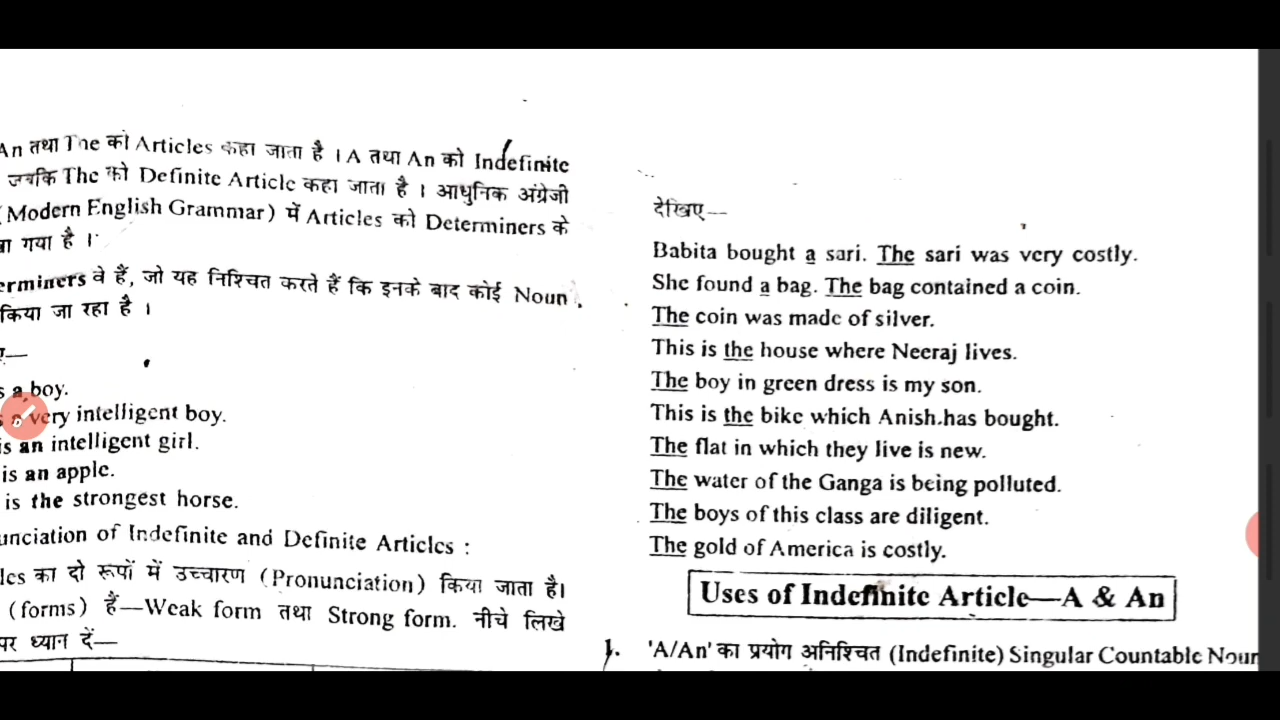 An तथा The को Articles कहा जाता है । A तथा An को Indefinite
जबकि The को Definite Article कहा जाता है । आधुनिक अंग्रेजी
(Modern English Grammar) में Articles को Determiners के
गया है ।
erminers वे हैं, जो यह निश्चित करते हैं कि इनके बाद कोई Noun
किया जा रहा है ।
s a boy.
s a very intelligent boy.
is an intelligent girl.
is an apple.
is the strongest horse.
unciation of Indefinite and Definite Articles :
les का दो रूपों में उच्चारण (Pronunciation) किया जाता है।
(forms) हैं—Weak form तथा Strong form. नीचे लिखे
पर ध्यान दें—
देखिए—
Babita bought a sari. The sari was very costly.
She found a bag. The bag contained a coin.
The coin was made of silver.
This is the house where Neeraj lives.
The boy in green dress is my son.
This is the bike which Anish has bought.
The flat in which they live is new.
The water of the Ganga is being polluted.
The boys of this class are diligent.
The gold of America is costly.
Uses of Indefinite Article—A & An
1. 'A/An' का प्रयोग अनिश्चित (Indefinite) Singular Countable Noun